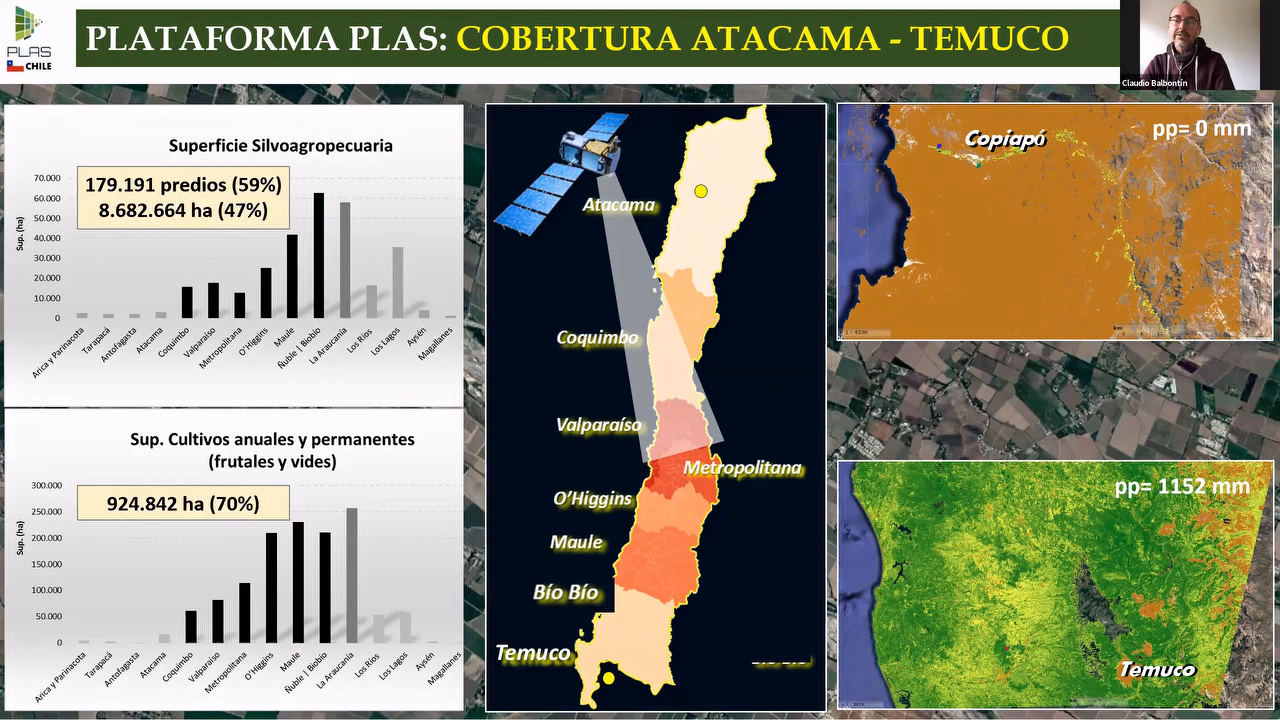 PLAS
CHILE
PLATAFORMA PLAS: COBERTURA ATACAMA - TEMUCO
Claudio Balbontín
Superficie Silvoagropecuaria
179.191 predios (59%)
8.682.664 ha (47%)
Sup. (ha)
70.000
60.000
50.000
40.000
30.000
20.000
10.000
0
Arica y Parinacota
Tarapacá
Antofagasta
Atacama
Coquimbo
Valparaíso
Metropolitana
O'Higgins
Maule
Ñuble | Biobío
La Araucanía
Los Ríos
Los Lagos
Aysén
Magallanes
Sup. Cultivos anuales y permanentes
(frutales y vides)
924.842 ha (70%)
Sup. (ha)
300.000
250.000
200.000
150.000
100.000
50.000
0
Arica y Parinacota
Tarapacá
Antofagasta
Atacama
Coquimbo
Valparaíso
Metropolitana
O'Higgins
Maule
Ñuble | Biobío
La Araucanía
Los Ríos
Los Lagos
Aysén
Magallanes
Atacama
Coquimbo
Valparaíso
Metropolitana
O'Higgins
Maule
Bío Bío
Temuco
Copiapó
pp= 0 mm
km
pp= 1152 mm
Temuco